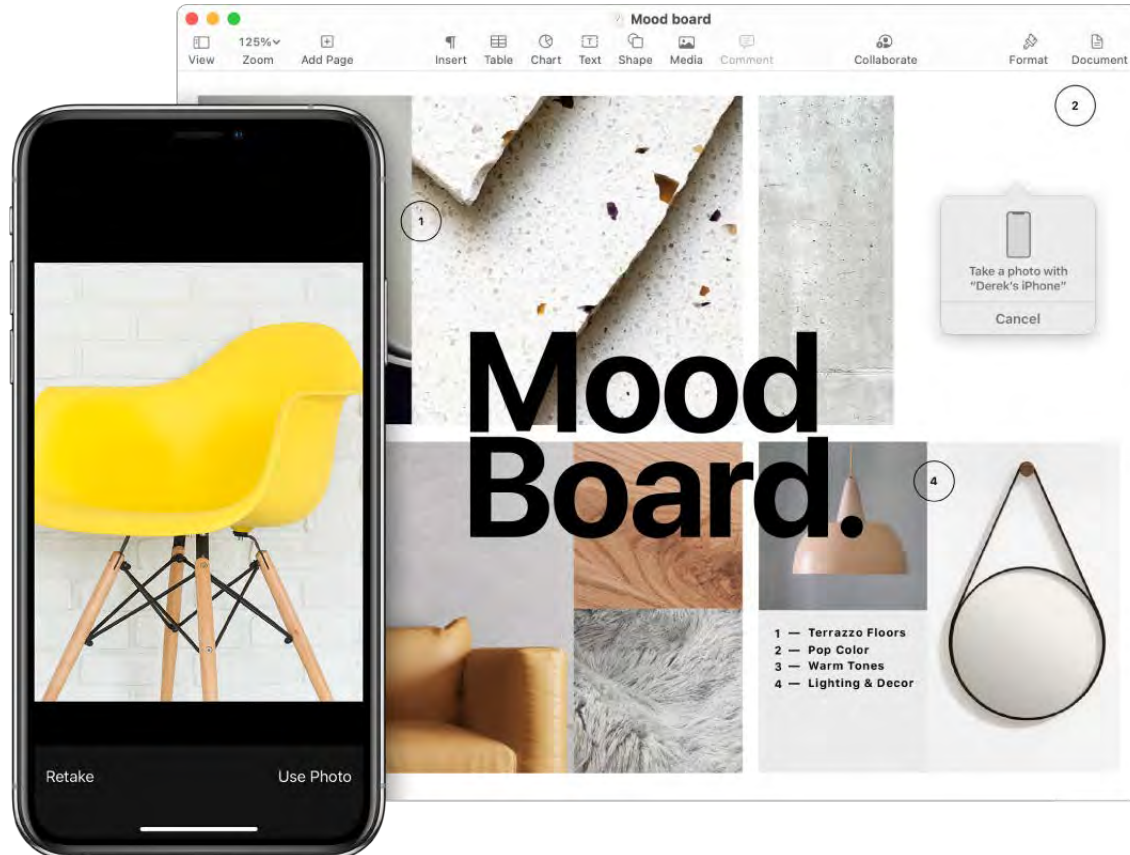 Mood board
125%
View Zoom Add Page Insert Table Chart Text Shape Media Comment Collaborate Format Document
2
1
Take a photo with
“Derek’s iPhone”
Cancel
Mood
Board.
4
1 — Terrazzo Floors
2 — Pop Color
3 — Warm Tones
4 — Lighting & Decor
Retake Use Photo